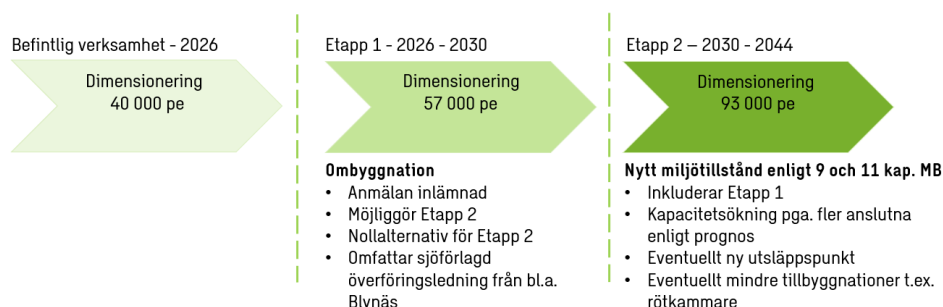 Befintlig verksamhet - 2026
Dimensionering
40 000 pe
Etapp 1 - 2026 - 2030
Dimensionering
57 000 pe
Ombyggnation
• Anmälan inlämnad
• Möjliggör Etapp 2
• Nollalternativ för Etapp 2
• Omfattar sjöförlagd
överföringsledning från bl.a.
Blynäs
Etapp 2 – 2030 - 2044
Dimensionering
93 000 pe
Nytt miljötillstånd enligt 9 och 11 kap. MB
• Inkluderar Etapp 1
• Kapacitetsökning pga. fler anslutna
enligt prognos
• Eventuellt ny utsläppspunkt
• Eventuellt mindre tillbyggnationer t.ex.
rötkammare